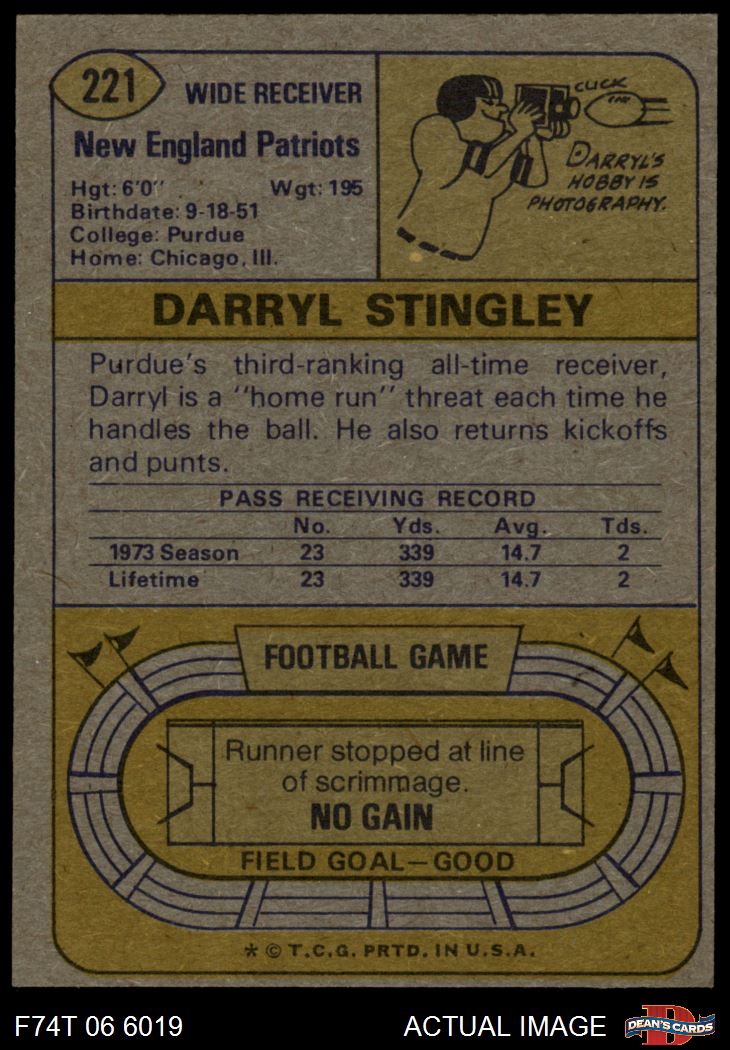 221
WIDE RECEIVER
New England Patriots
Hgt: 6'0" Wgt: 195
Birthdate: 9-18-51
College: Purdue
Home: Chicago, Ill.
CLICK
DARRYL'S
HOBBY IS
PHOTOGRAPHY.
DARRYL STINGLEY
Purdue's third-ranking all-time receiver,
Darryl is a "home run" threat each time he
handles the ball. He also returns kickoffs
and punts.
PASS RECEIVING RECORD
No. Yds. Avg. Tds.
1973 Season 23 339 14.7 2
Lifetime 23 339 14.7 2
FOOTBALL GAME
Runner stopped at line
of scrimmage.
NO GAIN
FIELD GOAL—GOOD
* © T.C.G. PRTD. IN U.S.A.
F74T 06 6019 ACTUAL IMAGE
D
DEAN'S CARDS